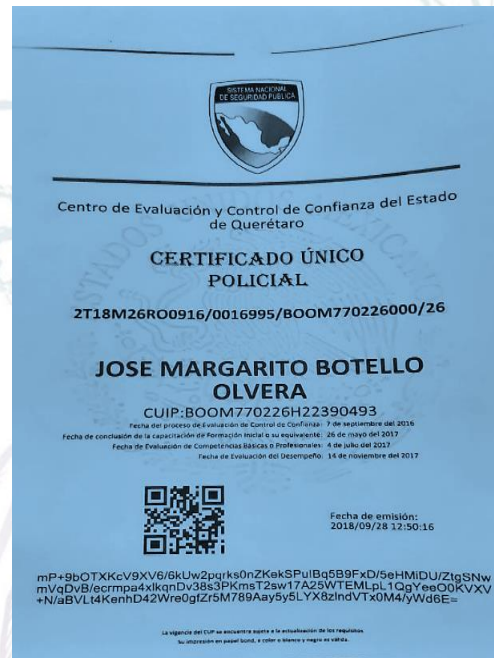 SISTEMA NACIONAL
DE SEGURIDAD PÚBLICA
Centro de Evaluación y Control de Confianza del Estado
de Querétaro
CERTIFICADO ÚNICO
POLICIAL
2T18M26RO0916/0016995/BOOM770226000/26
JOSE MARGARITO BOTELLO
OLVERA
CUIP:BOOM770226H22390493
Fecha del proceso de Evaluación de Control de Confianza: 7 de septiembre del 2016
Fecha de conclusión de la capacitación de Formación Inicial o su equivalente: 26 de mayo del 2017
Fecha de Evaluación de Competencias Básicas o Profesionales: 4 de julio del 2017
Fecha de Evaluación del Desempeño: 14 de noviembre del 2017
Fecha de emisión:
2018/09/28 12:50:16
mP+9bOTXKcV9XV6/6kUw2pqrks0nZKekSPulBq5B9FxD/5eHMiDU/ZtgSNw
mVqDvB/ecrmpa4xlkqnDv38s3PKmsT2sw17A25WTEMLpL1QgYeeO0KVXV
+N/aBVLt4KenhD42Wre0gfZr5M789Aay5y5LYX8zlndVTx0M4/yWd6E=
La vigencia del CUP se encuentra sujeta a la actualización de los requisitos.
Su impresión en papel bond, a color o blanco y negro es válida.